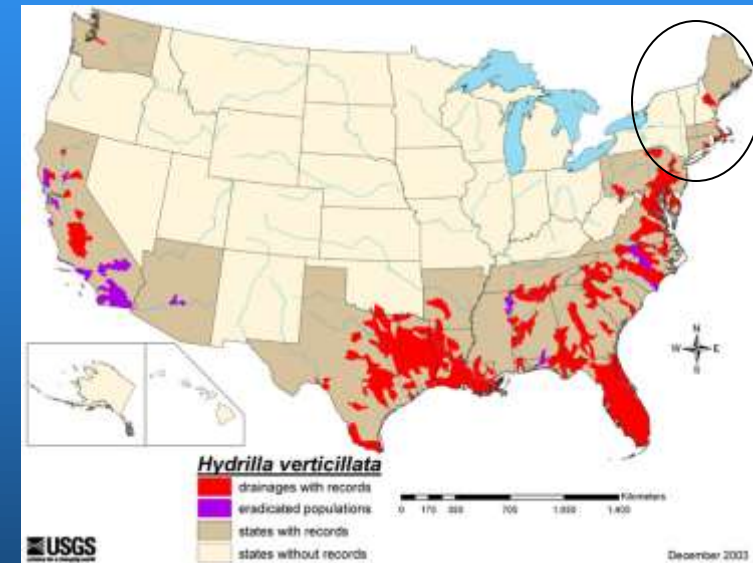 N
W E
S
Hydrilla verticillata
drainages with records
eradicated populations
states with records
states without records
Kilometers
0 170 350 700 1,050 1,400
USGS
December 2003